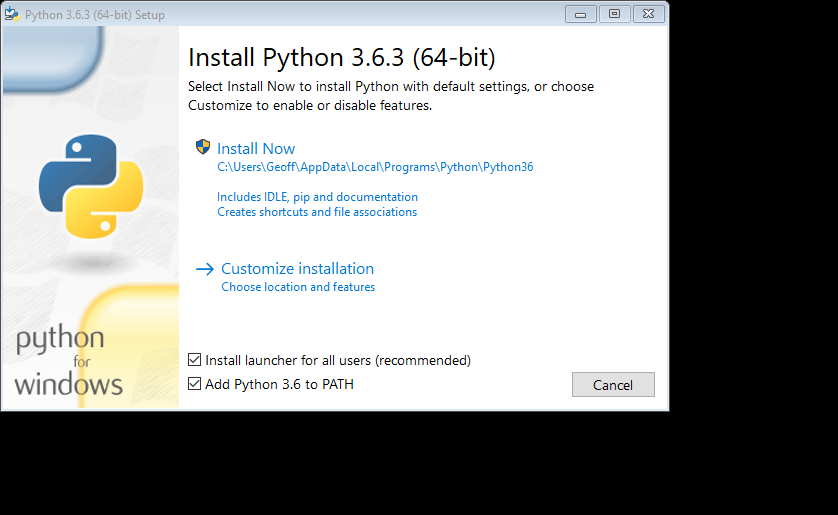 Python 3.6.3 (64-bit) Setup
Install Python 3.6.3 (64-bit)
Select Install Now to install Python with default settings, or choose
Customize to enable or disable features.
Install Now
C:\Users\Geoff\AppData\Local\Programs\Python\Python36
Includes IDLE, pip and documentation
Creates shortcuts and file associations
Customize installation
Choose location and features
python
for
windows
Install launcher for all users (recommended)
Add Python 3.6 to PATH
Cancel